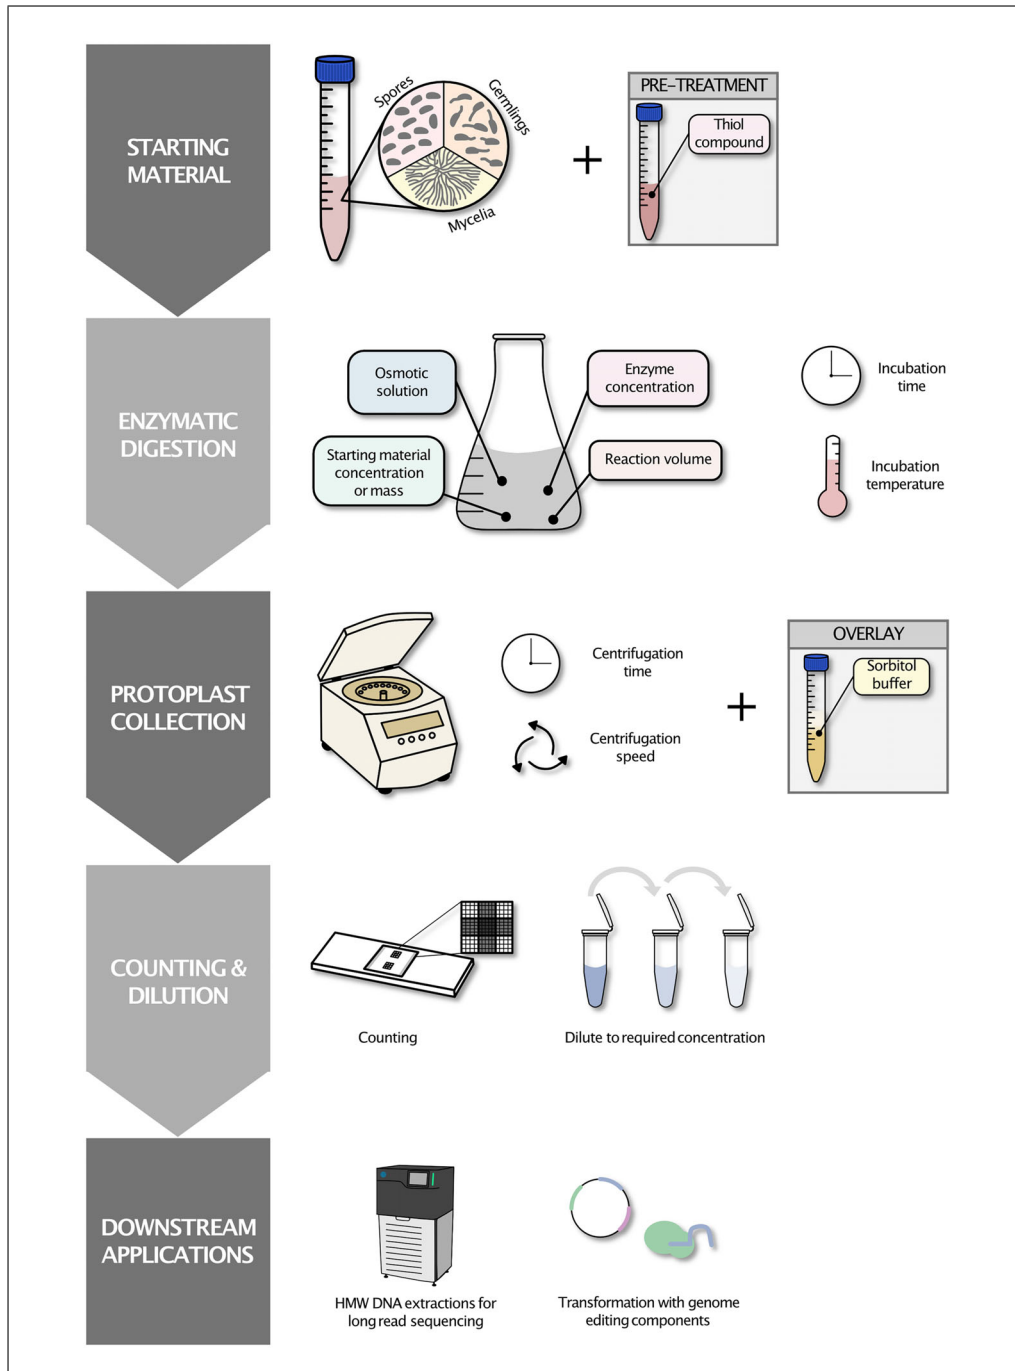 STARTING
MATERIAL
Spores
Germlings
Mycelia
PRE-TREATMENT
Thiol
compound
ENZYMATIC
DIGESTION
Osmotic
solution
Enzyme
concentration
Starting material
concentration
or mass
Reaction volume
Incubation
time
Incubation
temperature
PROTOPLAST
COLLECTION
Centrifugation
time
Centrifugation
speed
OVERLAY
Sorbitol
buffer
COUNTING &
DILUTION
Counting
Dilute to required concentration
DOWNSTREAM
APPLICATIONS
HMW DNA extractions for
long read sequencing
Transformation with genome
editing components